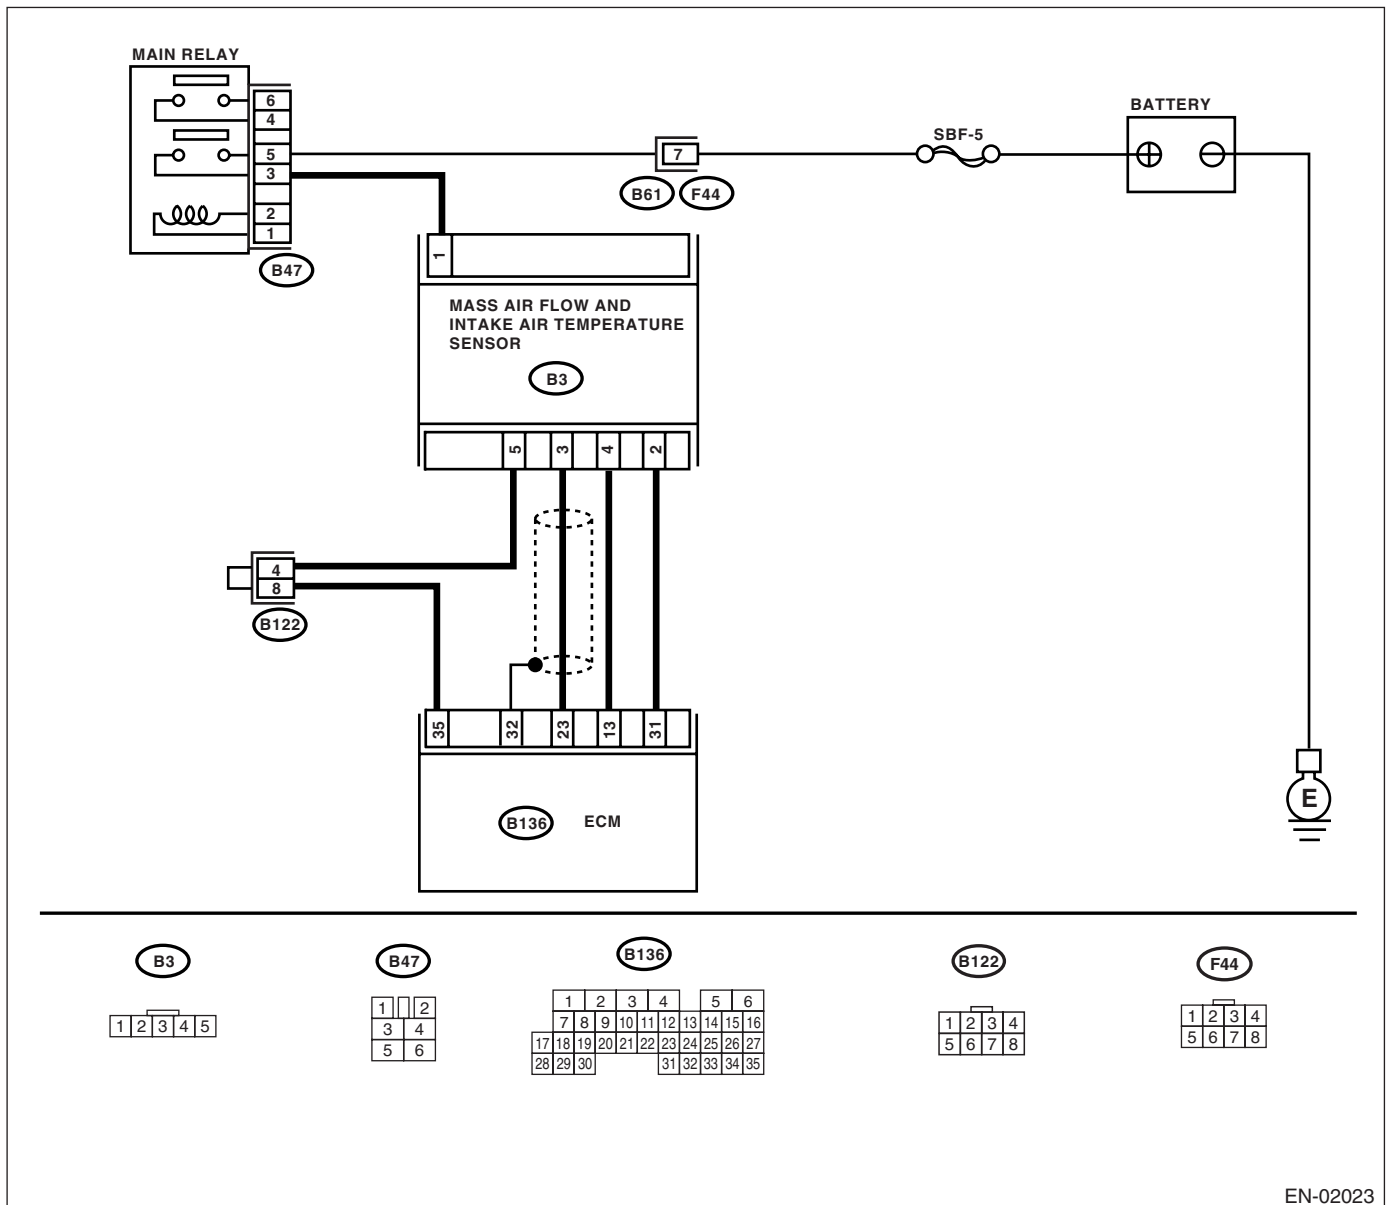 MAIN RELAY
6
4
5
3
2
1
B47
7
B61 F44
SBF-5
BATTERY
1
MASS AIR FLOW AND
INTAKE AIR TEMPERATURE
SENSOR
B3
5 3 4 2
4
8
B122
35 32 23 13 31
B136 ECM
E
B3
1 2 3 4 5
B47
1 2
3 4
5 6
B136
1 2 3 4 5 6
7 8 9 10 11 12 13 14 15 16
17 18 19 20 21 22 23 24 25 26 27
28 29 30 31 32 33 34 35
B122
1 2 3 4
5 6 7 8
F44
1 2 3 4
5 6 7 8
EN-02023